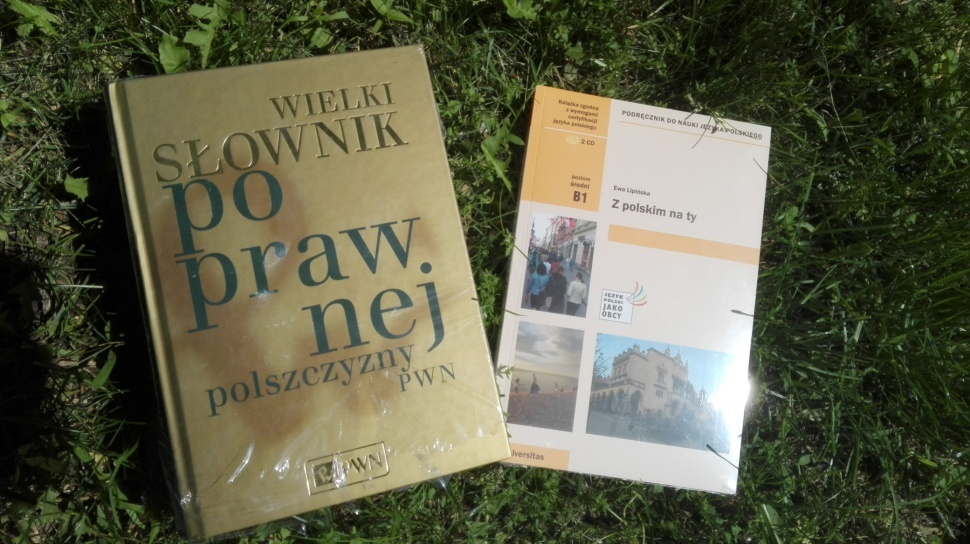 WIELKI
SŁOWNIK
po
praw
nej
polszczyzny
PWN
PWN
Książka zgodna
z wymogami
certyfikacji
języka polskiego
2 CD
poziom
średni
B1
PODRĘCZNIK DO NAUKI JĘZYKA POLSKIEGO
Ewa Lipińska
Z polskim na ty
JĘZYK
POLSKI
JAKO
OBCY
iversitas